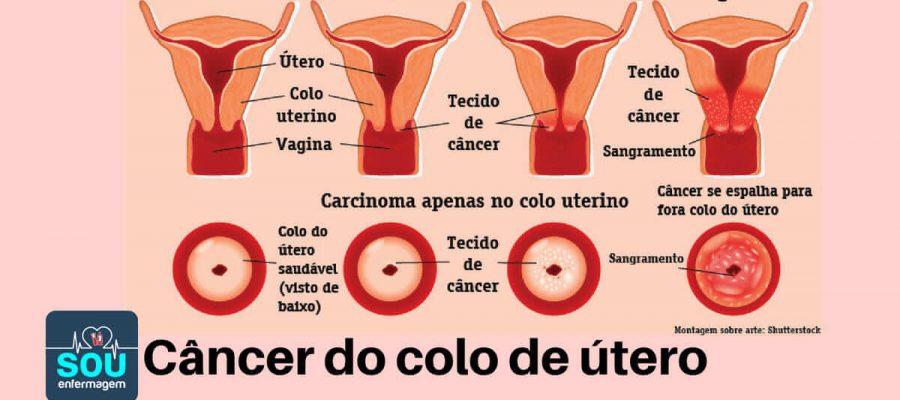 Útero
Colo
uterino
Vagina
Tecido
de
câncer
Tecido
de
câncer
Sangramento
Carcinoma apenas no colo uterino
Câncer se espalha para
fora colo do útero
Colo do
útero
saudável
(visto de
baixo)
Tecido
de
câncer
Sangramento
Montagem sobre arte: Shutterstock
SOU
enfermagem
Câncer do colo de útero